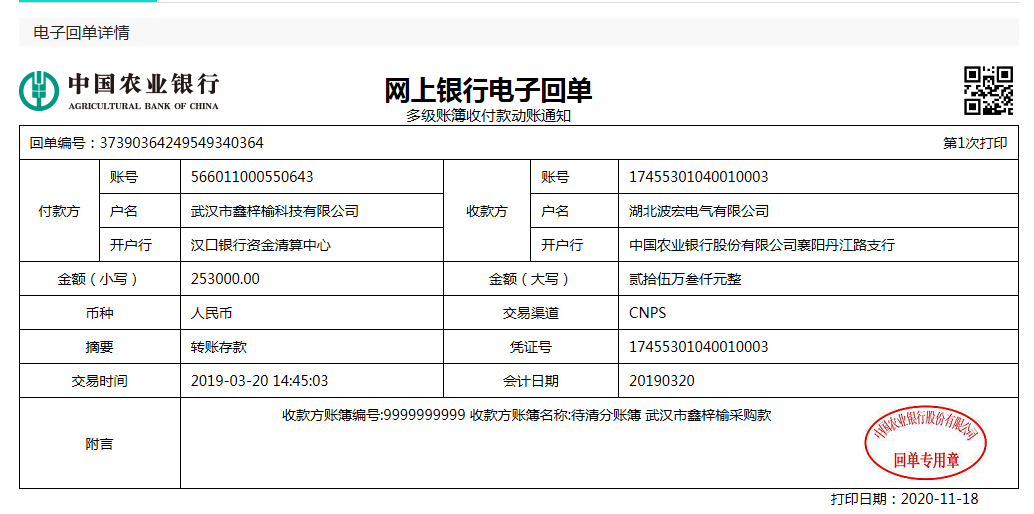 电子回单详情
中国农业银行
AGRICULTURAL BANK OF CHINA
网上银行电子回单
多级账簿收付款动账通知
回单编号：37390364249549340364 第1次打印
付款方 账号 566011000550643 收款方 账号 17455301040010003
户名 武汉市鑫梓榆科技有限公司 户名 湖北波宏电气有限公司
开户行 汉口银行资金清算中心 开户行 中国农业银行股份有限公司襄阳丹江路支行
金额（小写） 253000.00 金额（大写） 贰拾伍万叁仟元整
币种 人民币 交易渠道 CNPS
摘要 转账存款 凭证号 17455301040010003
交易时间 2019-03-20 14:45:03 会计日期 20190320
附言 收款方账簿编号:9999999999 收款方账簿名称:待清分账簿 武汉市鑫梓榆采购款
中国农业银行股份有限公司
回单专用章
打印日期：2020-11-18